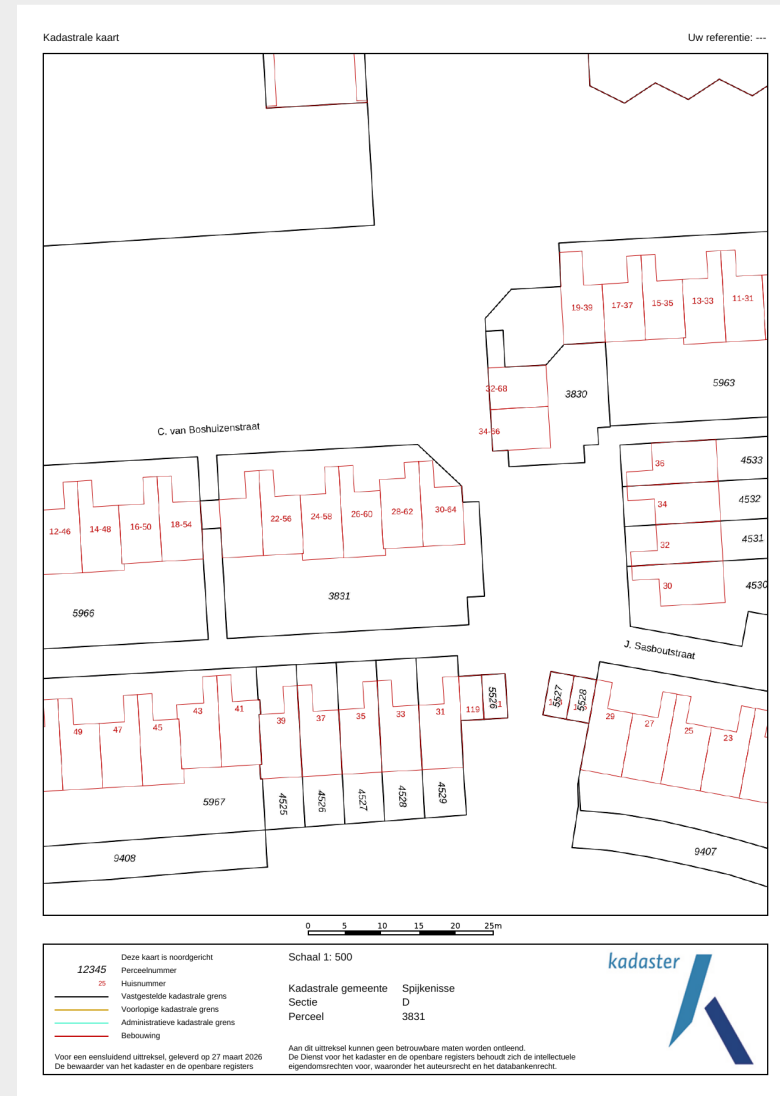 Kadastrale kaart
Uw referentie: ---
19-39
17-37
15-35
13-33
11-31
32-68
3830
5963
C. van Boshuizenstraat
34-66
36
4533
34
4532
32
4531
30
4530
12-46
14-48
16-50
18-54
22-56
24-58
26-60
28-62
30-64
5966
3831
J. Sasboutstraat
49
47
45
43
41
39
37
35
33
31
119
5526
5527
5528
29
27
25
23
5967
4525
4526
4527
4528
4529
9408
9407
0 5 10 15 20 25m
Deze kaart is noordgericht
12345 Perceelnummer
25 Huisnummer
Vastgestelde kadastrale grens
Voorlopige kadastrale grens
Administratieve kadastrale grens
Bebouwing
Voor een eensluidend uittreksel, geleverd op 27 maart 2026
De bewaarder van het kadaster en de openbare registers
Schaal 1: 500
Kadastrale gemeente Spijkenisse
Sectie D
Perceel 3831
Aan dit uittreksel kunnen geen betrouwbare maten worden ontleend.
De Dienst voor het kadaster en de openbare registers behoudt zich de intellectuele
eigendomsrechten voor, waaronder het auteursrecht en het databankenrecht.
kadaster